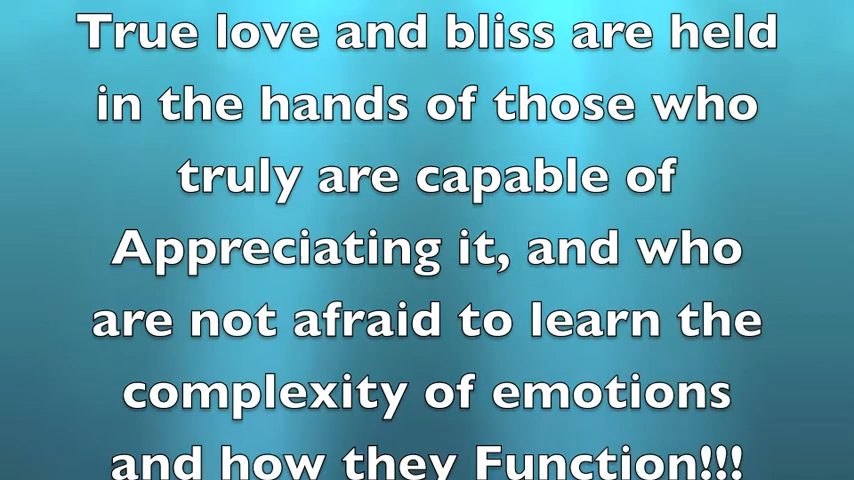 True love and bliss are held
in the hands of those who
truly are capable of
Appreciating it, and who
are not afraid to learn the
complexity of emotions
and how they Function!!!